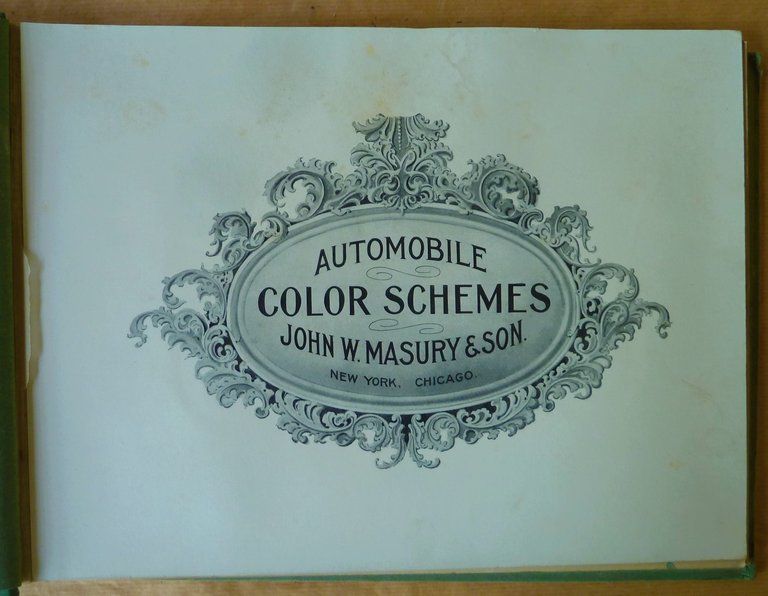 AUTOMOBILE
COLOR SCHEMES
JOHN W. MASURY & SON.
NEW YORK, CHICAGO.